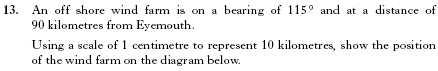 13. An off shore wind farm is on a bearing of 115° and at a distance of
90 kilometres from Eyemouth.
Using a scale of 1 centimetre to represent 10 kilometres, show the position
of the wind farm on the diagram below.